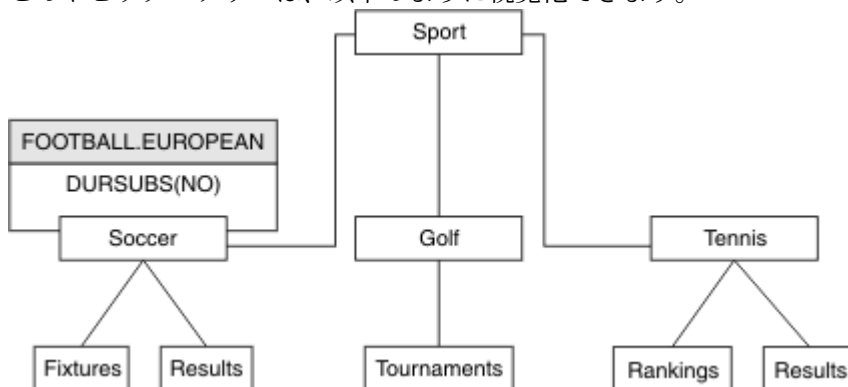 Sport
FOOTBALL.EUROPEAN
DURSUBS(NO)
Soccer
Golf
Tennis
Fixtures
Results
Tournaments
Rankings
Results